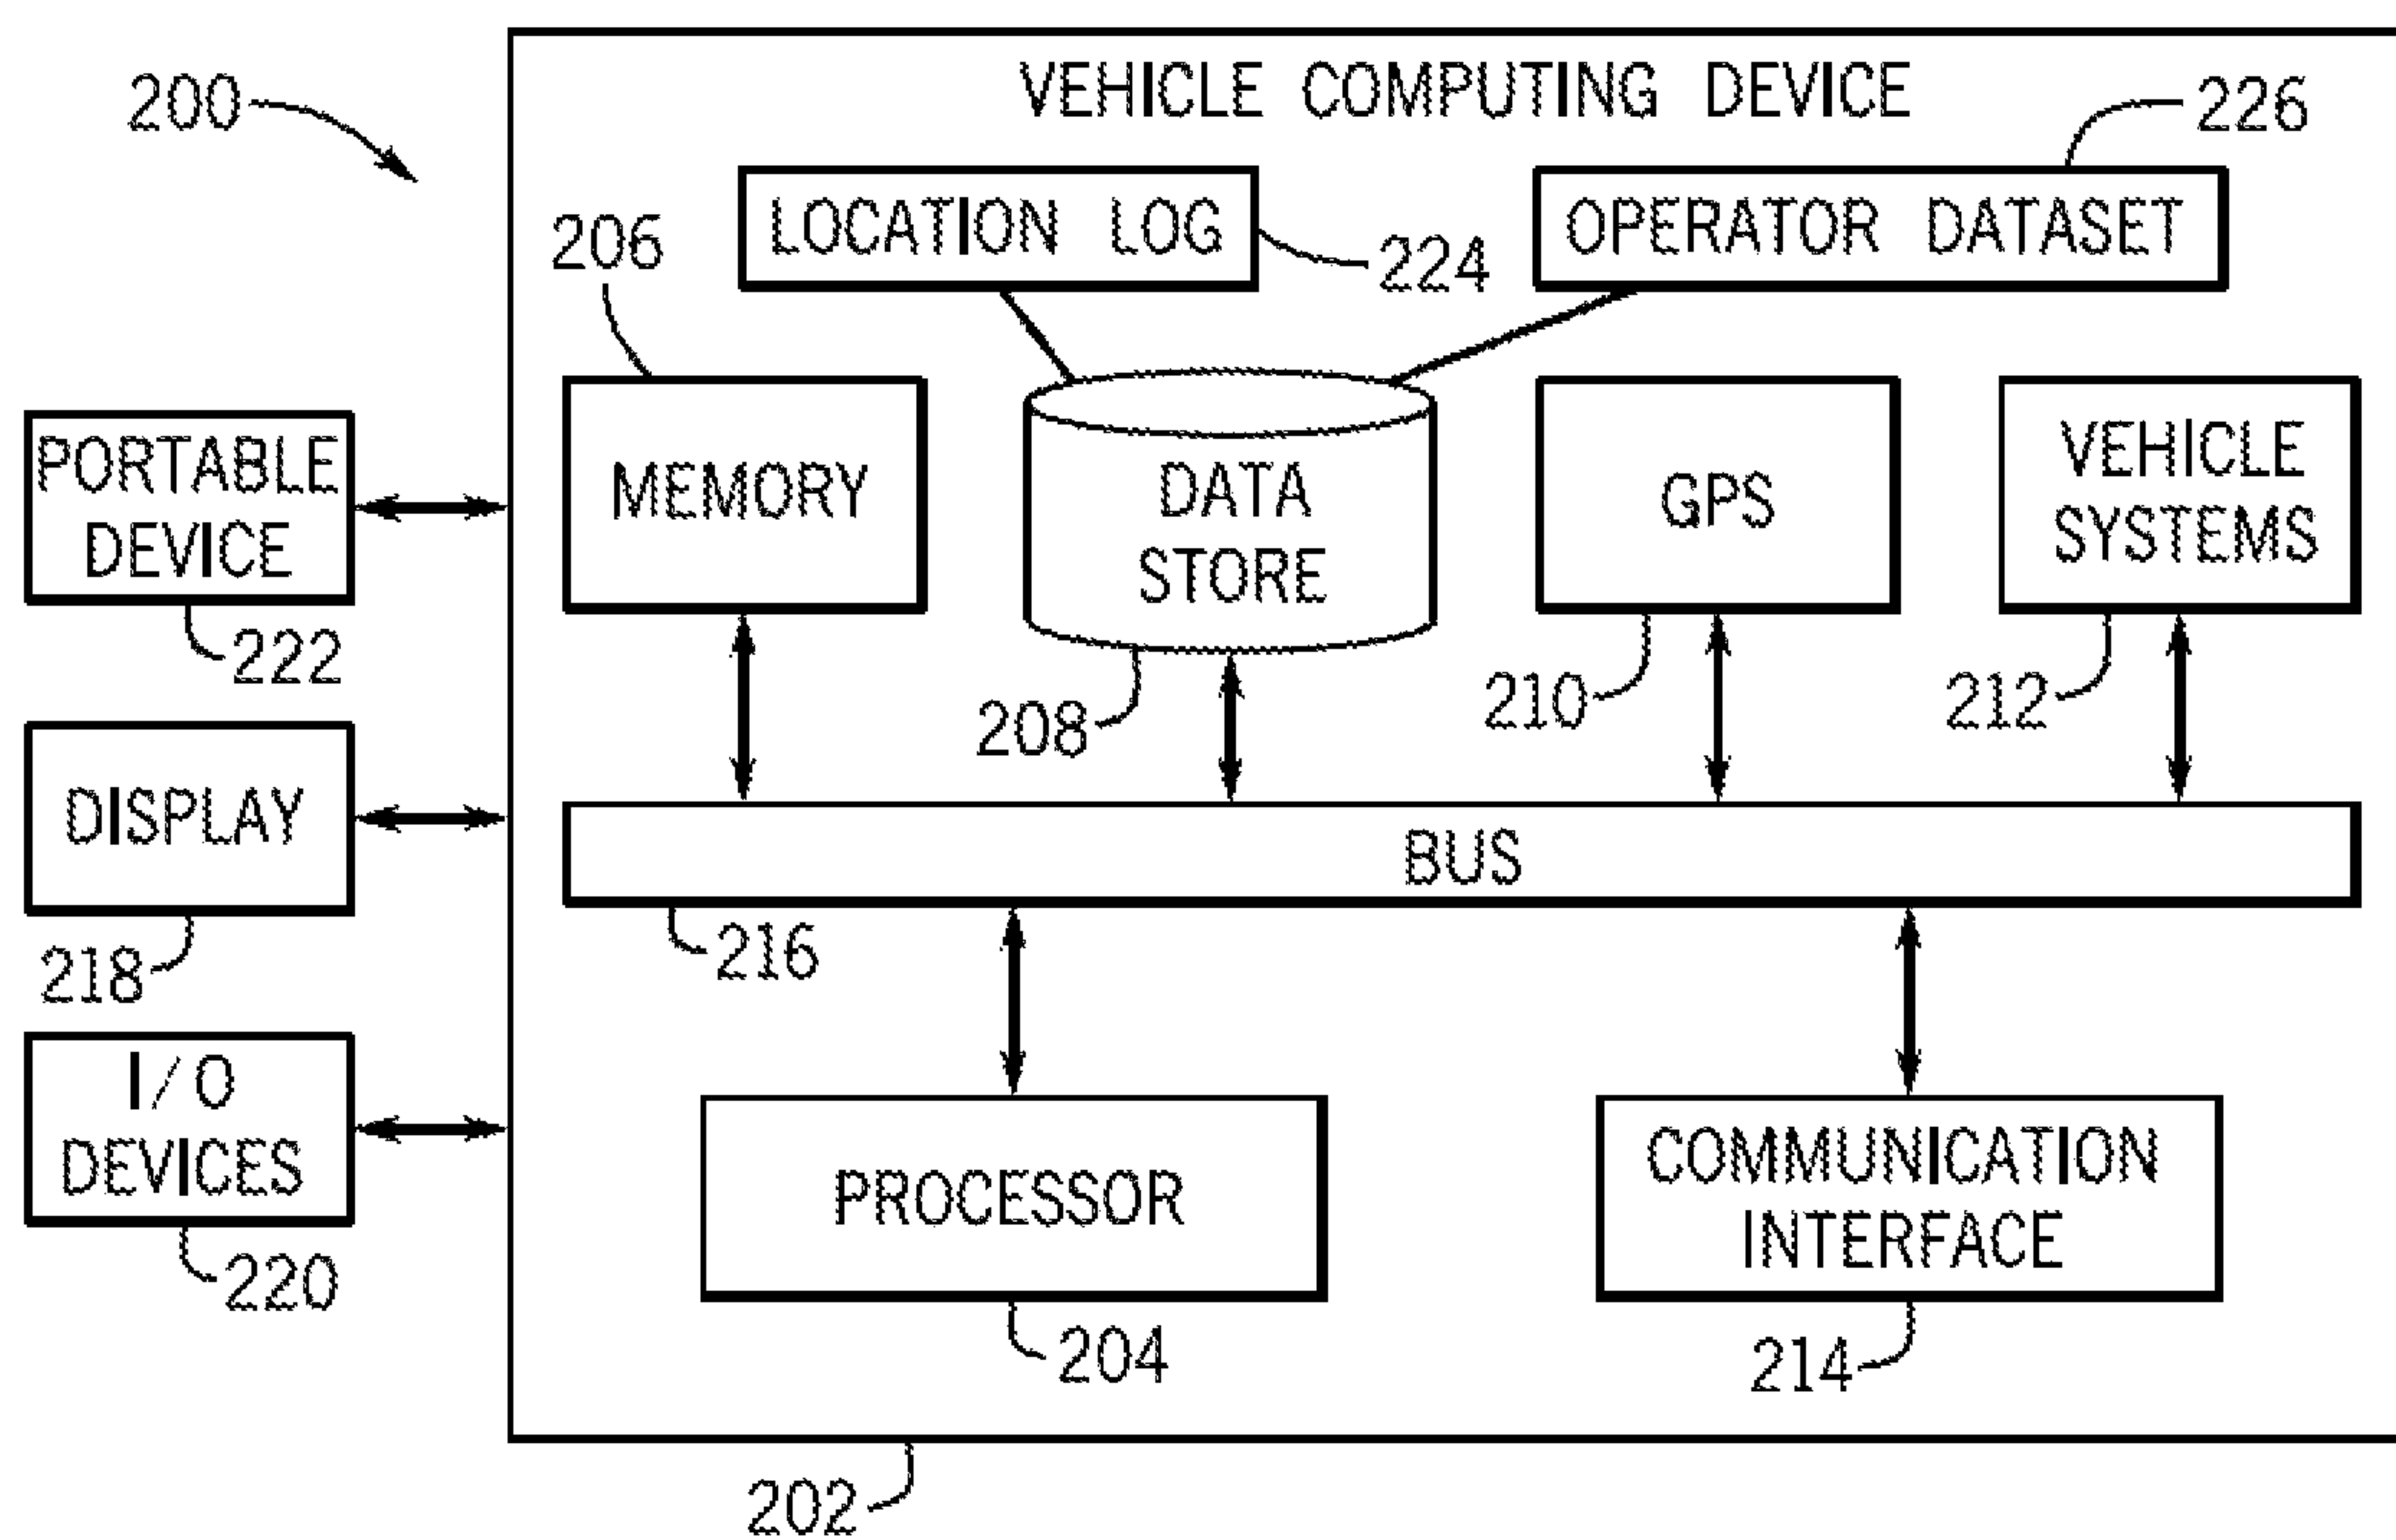 VEHICLE COMPUTING DEVICE
200
226
LOCATION LOG
OPERATOR DATASET
206
224
PORTABLE
DEVICE
222
MEMORY
DATA
STORE
208
GPS
210
VEHICLE
SYSTEMS
212
DISPLAY
218
BUS
216
I/O
DEVICES
220
PROCESSOR
204
COMMUNICATION
INTERFACE
214
202